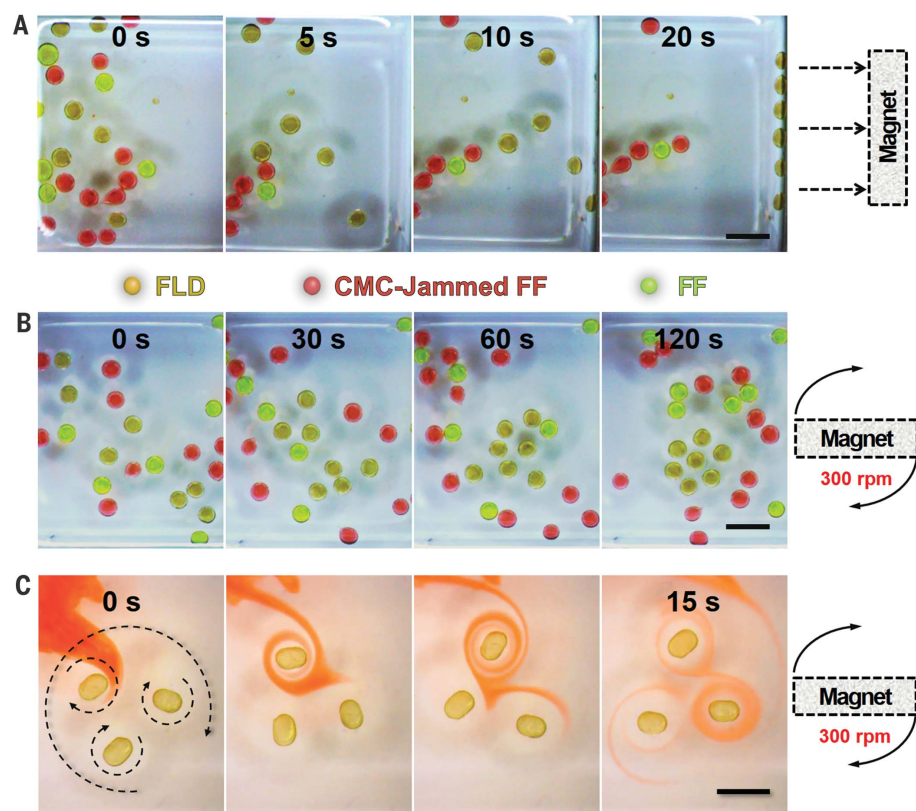 A
0 s
5 s
10 s
20 s
Magnet
FLD
CMC-Jammed FF
FF
B
0 s
30 s
60 s
120 s
Magnet
300 rpm
C
0 s
15 s
Magnet
300 rpm